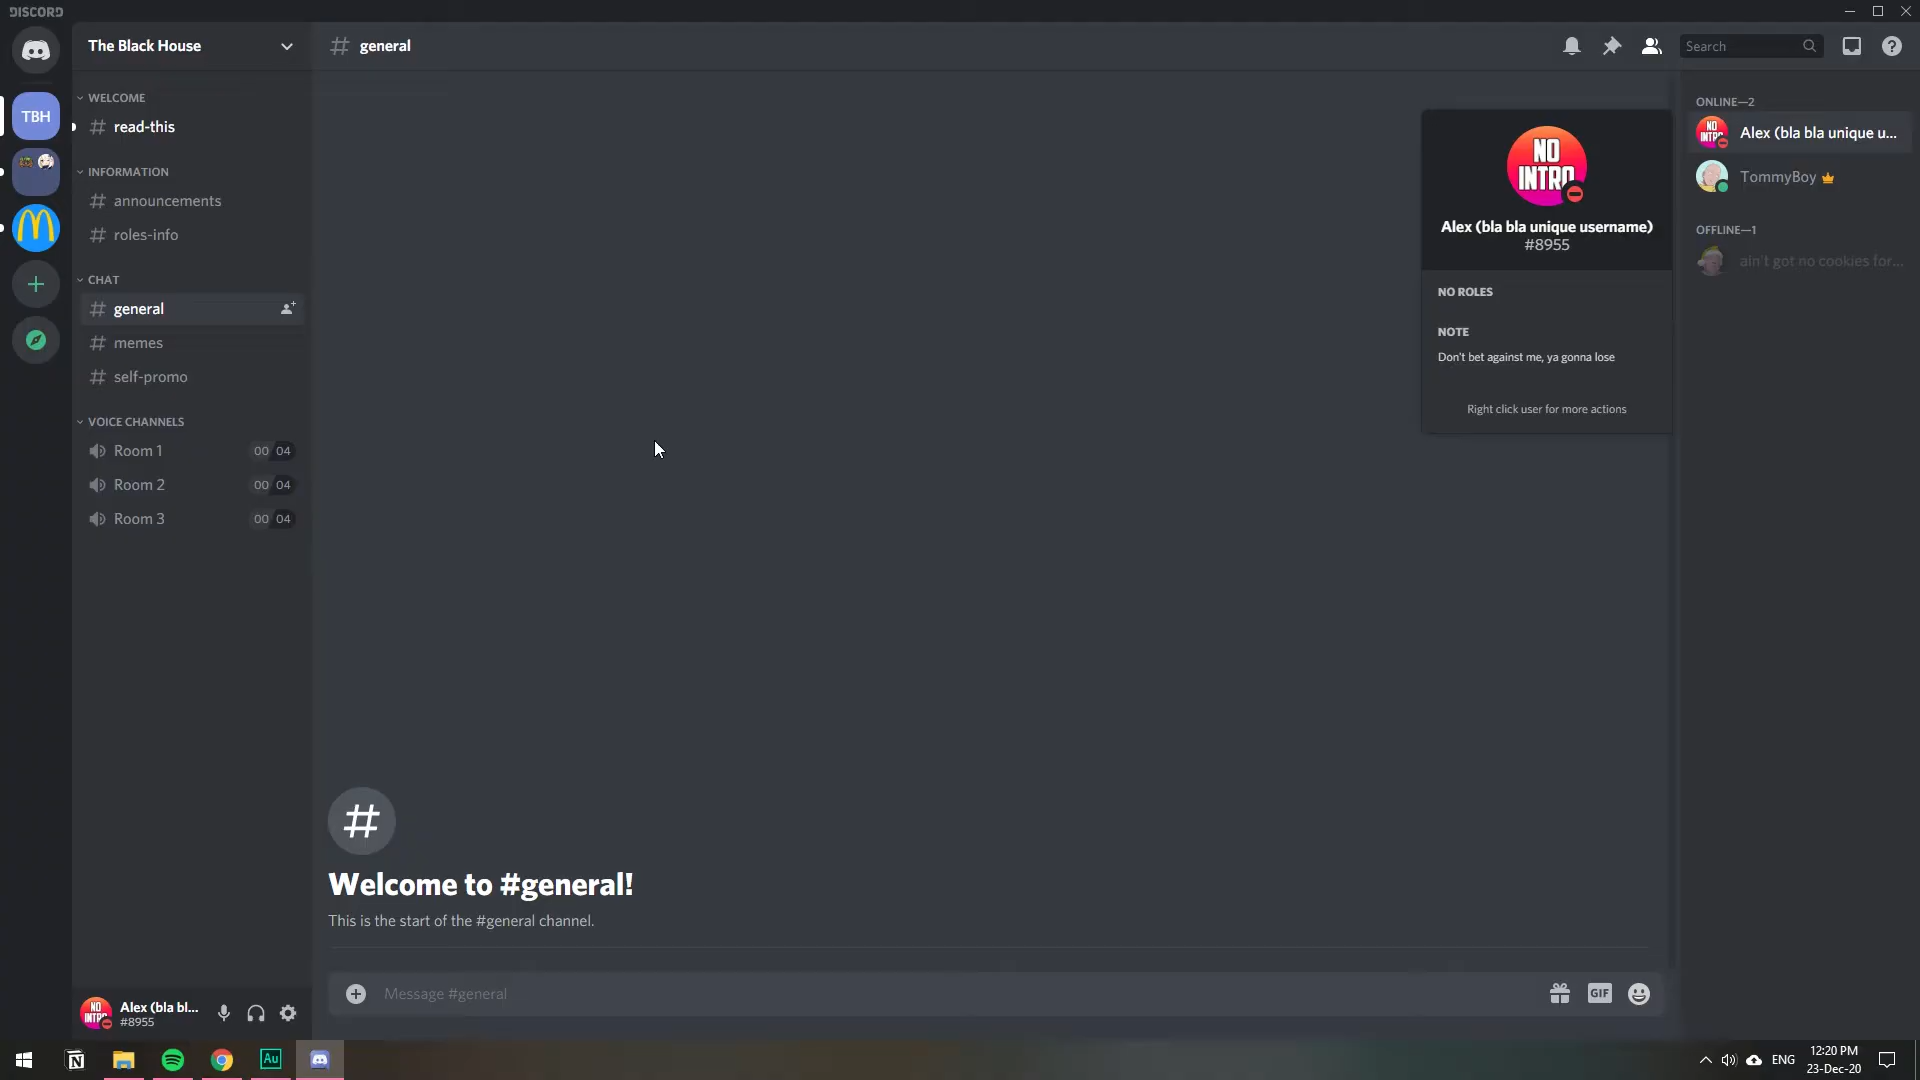 DISCORD
The Black House
general
Search
TBH
WELCOME
read-this
INFORMATION
announcements
roles-info
CHAT
general
memes
self-promo
VOICE CHANNELS
Room 1 00 04
Room 2 00 04
Room 3 00 04
Alex (bla bl...
#8955
NO
INTRO
Alex (bla bla unique username)
#8955
NO ROLES
NOTE
Don't bet against me, ya gonna lose
Right click user for more actions
ONLINE—2
Alex (bla bla unique u...
TommyBoy
OFFLINE—1
ain't got no cookies for...
#
Welcome to #general!
This is the start of the #general channel.
Message #general
GIF
Au
ENG
12:20 PM
23-Dec-20